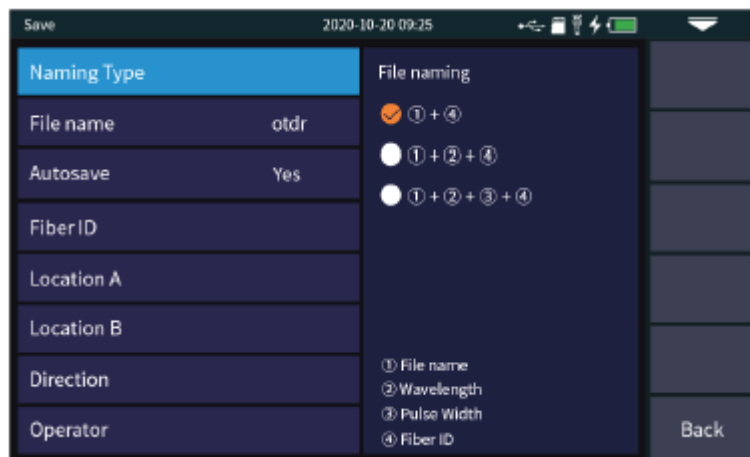 Save 2020-10-20 09:25
Naming Type
File name otdr
Autosave Yes
Fiber ID
Location A
Location B
Direction
Operator
File naming
①+④
①+②+④
①+②+③+④
① File name
② Wavelength
③ Pulse Width
④ Fiber ID
Back